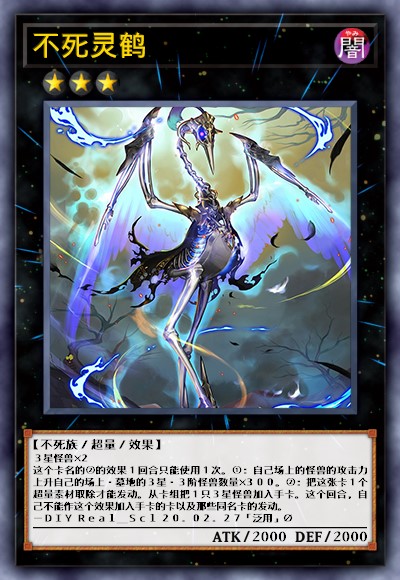 不死灵鹤
やみ
闇
【不死族／超量／效果】
3星怪兽×2
这个卡名的②的效果1回合只能使用1次。①：自己场上的怪兽的攻击力
上升自己的场上·墓地的3星·3阶怪兽数量×300。②：把这张卡1个
超量素材取除才能发动。从卡组把1只3星怪兽加入手卡。这个回合，自
己不能作这个效果加入手卡的卡以及那些同名卡的发动。
－DIY Real＿Scl 20．02．27「泛用」∅
ATK/2000 DEF/2000